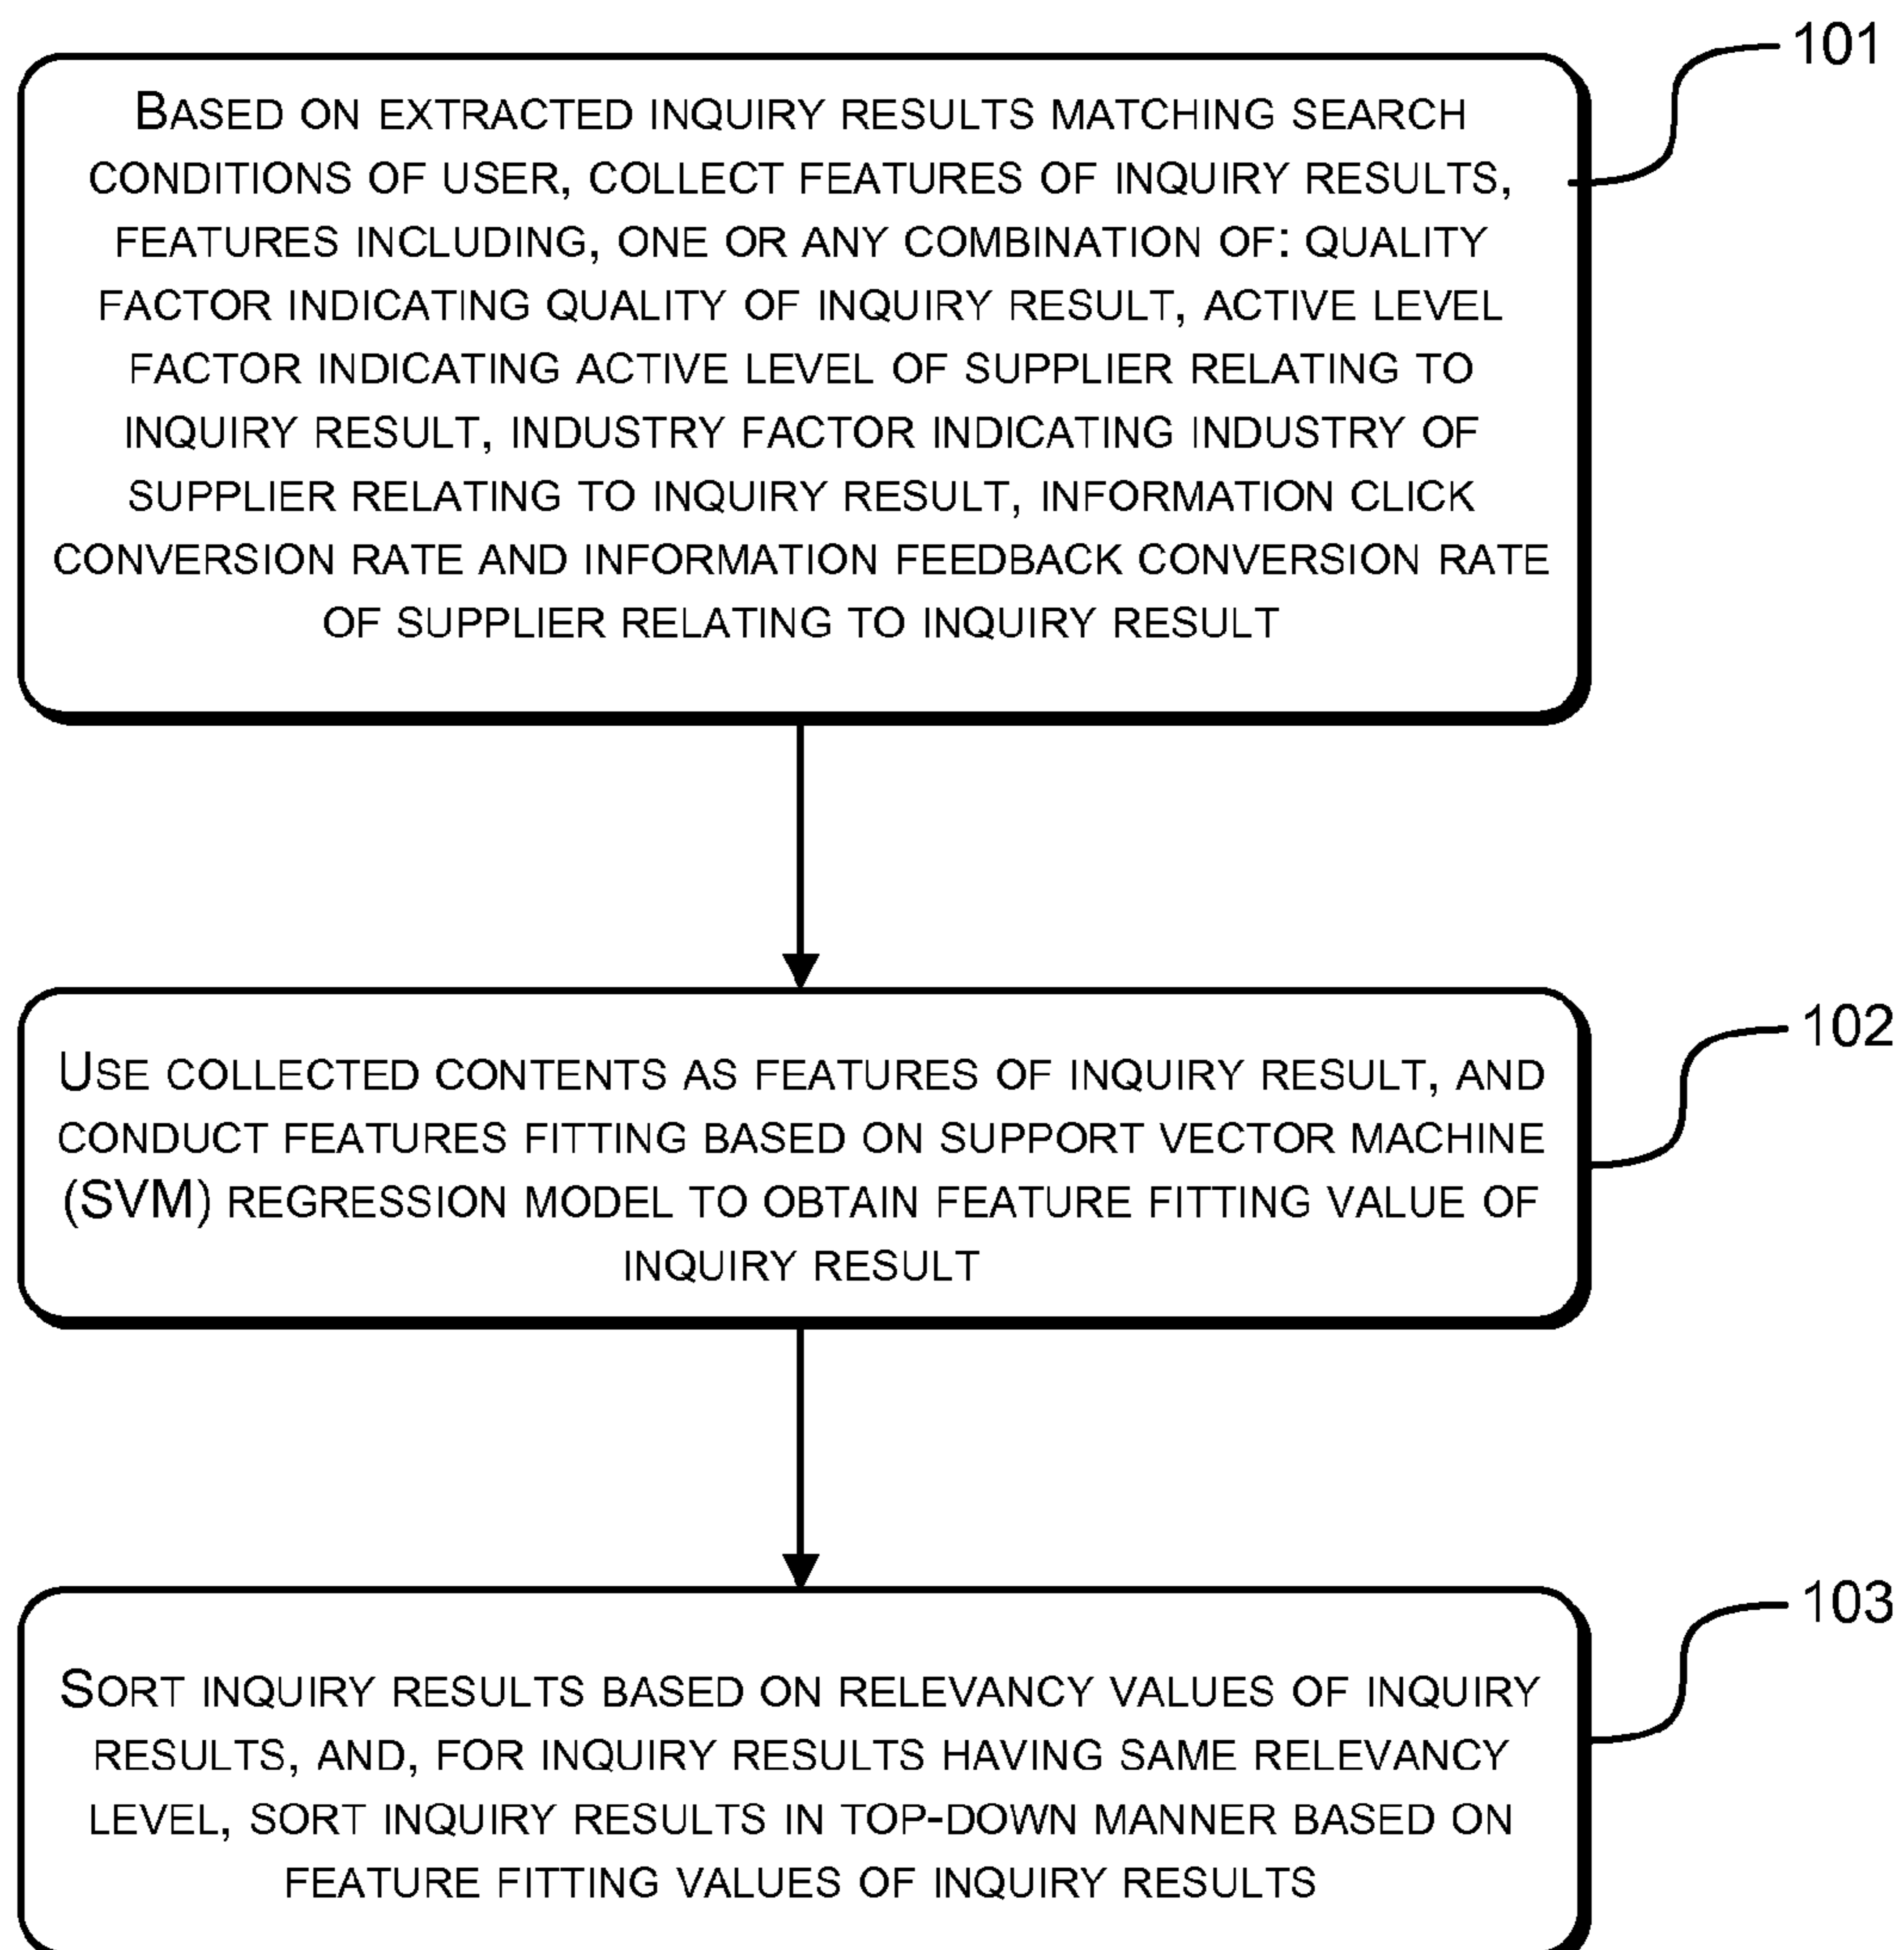 101
BASED ON EXTRACTED INQUIRY RESULTS MATCHING SEARCH
CONDITIONS OF USER, COLLECT FEATURES OF INQUIRY RESULTS,
FEATURES INCLUDING, ONE OR ANY COMBINATION OF: QUALITY
FACTOR INDICATING QUALITY OF INQUIRY RESULT, ACTIVE LEVEL
FACTOR INDICATING ACTIVE LEVEL OF SUPPLIER RELATING TO
INQUIRY RESULT, INDUSTRY FACTOR INDICATING INDUSTRY OF
SUPPLIER RELATING TO INQUIRY RESULT, INFORMATION CLICK
CONVERSION RATE AND INFORMATION FEEDBACK CONVERSION RATE
OF SUPPLIER RELATING TO INQUIRY RESULT
102
USE COLLECTED CONTENTS AS FEATURES OF INQUIRY RESULT, AND
CONDUCT FEATURES FITTING BASED ON SUPPORT VECTOR MACHINE
(SVM) REGRESSION MODEL TO OBTAIN FEATURE FITTING VALUE OF
INQUIRY RESULT
103
SORT INQUIRY RESULTS BASED ON RELEVANCY VALUES OF INQUIRY
RESULTS, AND, FOR INQUIRY RESULTS HAVING SAME RELEVANCY
LEVEL, SORT INQUIRY RESULTS IN TOP-DOWN MANNER BASED ON
FEATURE FITTING VALUES OF INQUIRY RESULTS